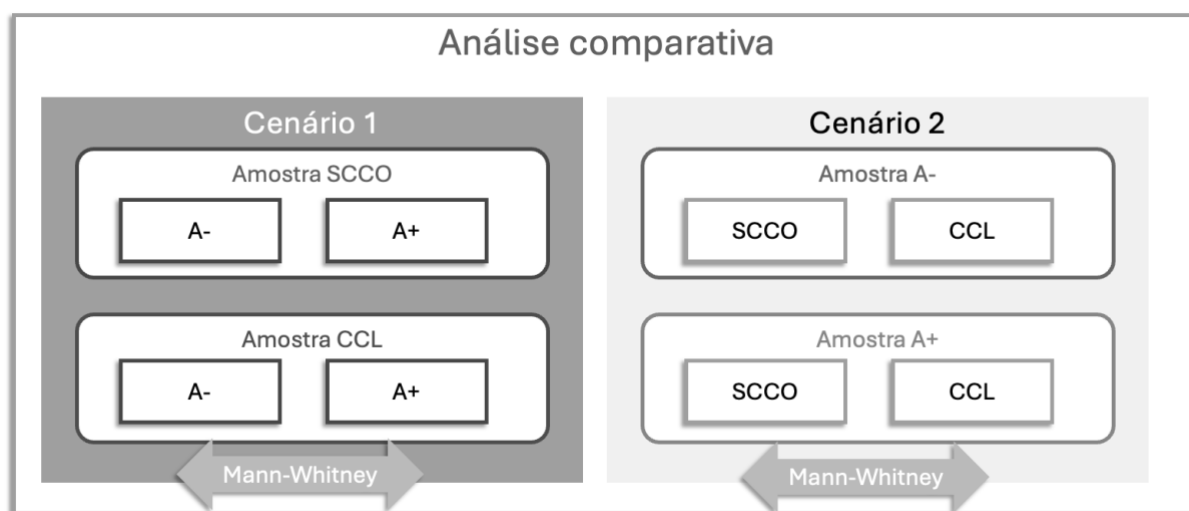 Análise comparativa
Cenário 1
Amostra SCCO
A- A+
Amostra CCL
A- A+
Mann-Whitney
Cenário 2
Amostra A-
SCCO CCL
Amostra A+
SCCO CCL
Mann-Whitney